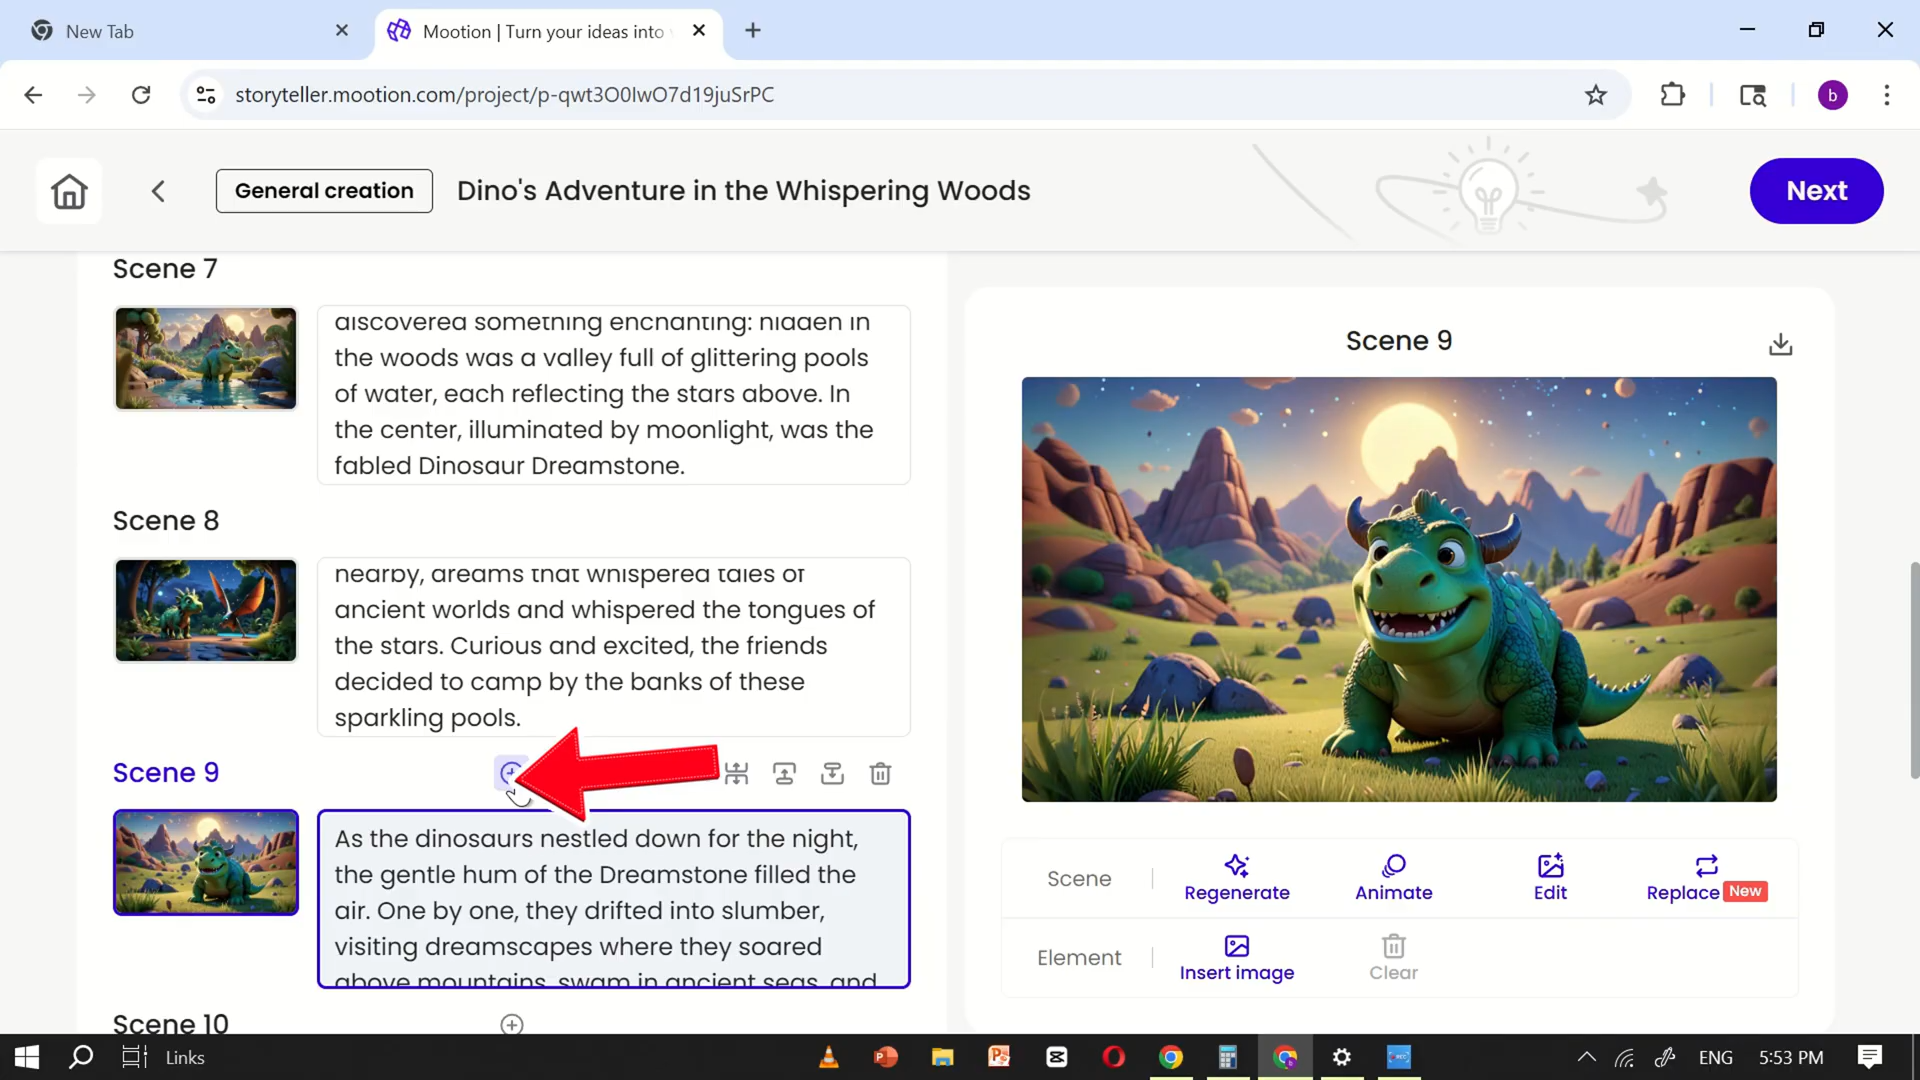 New Tab
Mootion | Turn your ideas into
storyteller.mootion.com/project/p-qwt3O0IwO7d19juSrPC
b
General creation
Dino's Adventure in the Whispering Woods
Next
Scene 7
discovered something enchanting: hidden in
the woods was a valley full of glittering pools
of water, each reflecting the stars above. In
the center, illuminated by moonlight, was the
fabled Dinosaur Dreamstone.
Scene 8
nearby, dreams that whispered tales of
ancient worlds and whispered the tongues of
the stars. Curious and excited, the friends
decided to camp by the banks of these
sparkling pools.
Scene 9
As the dinosaurs nestled down for the night,
the gentle hum of the Dreamstone filled the
air. One by one, they drifted into slumber,
visiting dreamscapes where they soared
above mountains, swam in ancient seas, and
Scene 10
Scene 9
Scene
Regenerate
Animate
Edit
Replace New
Element
Insert image
Clear
Links
ENG
5:53 PM